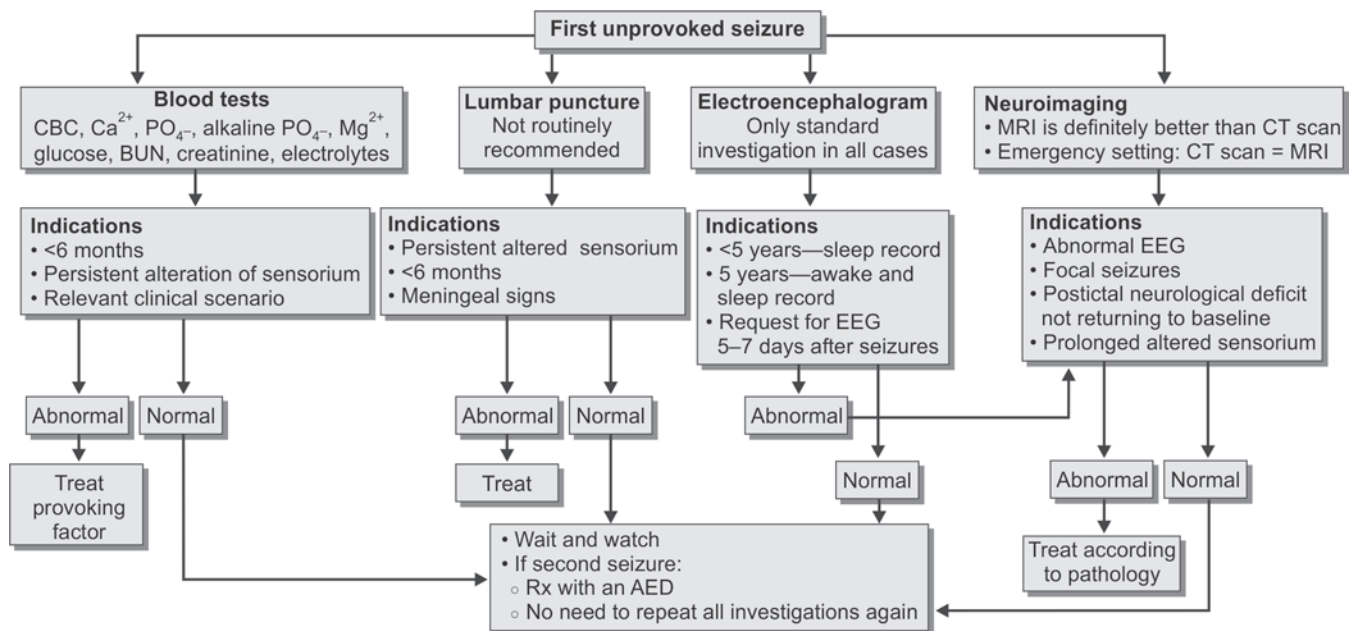 First unprovoked seizure
Blood tests
CBC, Ca²⁺, PO₄₋, alkaline PO₄₋, Mg²⁺,
glucose, BUN, creatinine, electrolytes
Lumbar puncture
Not routinely
recommended
Electroencephalogram
Only standard
investigation in all cases
Neuroimaging
• MRI is definitely better than CT scan
• Emergency setting: CT scan = MRI
Indications
• <6 months
• Persistent alteration of sensorium
• Relevant clinical scenario
Indications
• Persistent altered sensorium
• <6 months
• Meningeal signs
Indications
• <5 years—sleep record
• 5 years—awake and
sleep record
• Request for EEG
5–7 days after seizures
Indications
• Abnormal EEG
• Focal seizures
• Postictal neurological deficit
not returning to baseline
• Prolonged altered sensorium
Abnormal
Normal
Abnormal
Normal
Abnormal
Normal
Abnormal
Normal
Treat
provoking
factor
Treat
Treat according
to pathology
• Wait and watch
• If second seizure:
○ Rx with an AED
○ No need to repeat all investigations again